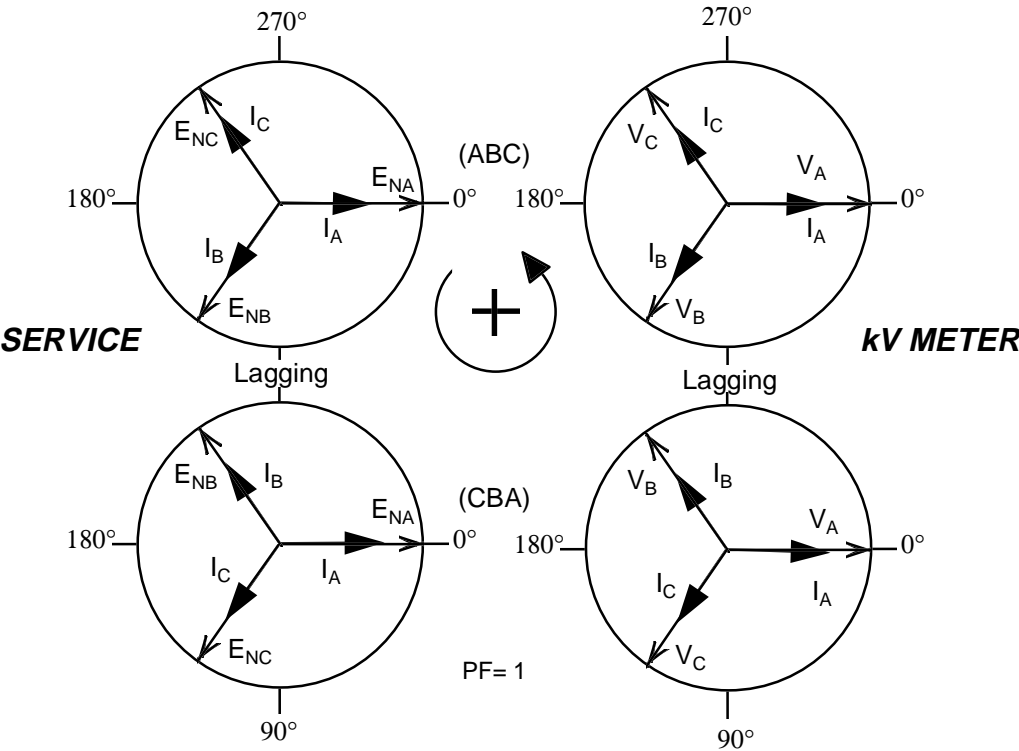 270° 270°
I_C I_C
E_NC V_C
(ABC)
E_NA V_A
180° 0° 180° 0°
I_A I_A
I_B I_B
E_NB V_B
SERVICE kV METER
Lagging Lagging
E_NB I_B V_B I_B
(CBA)
E_NA V_A
180° 0° 180° 0°
I_C I_A I_C I_A
E_NC V_C
PF= 1
90° 90°